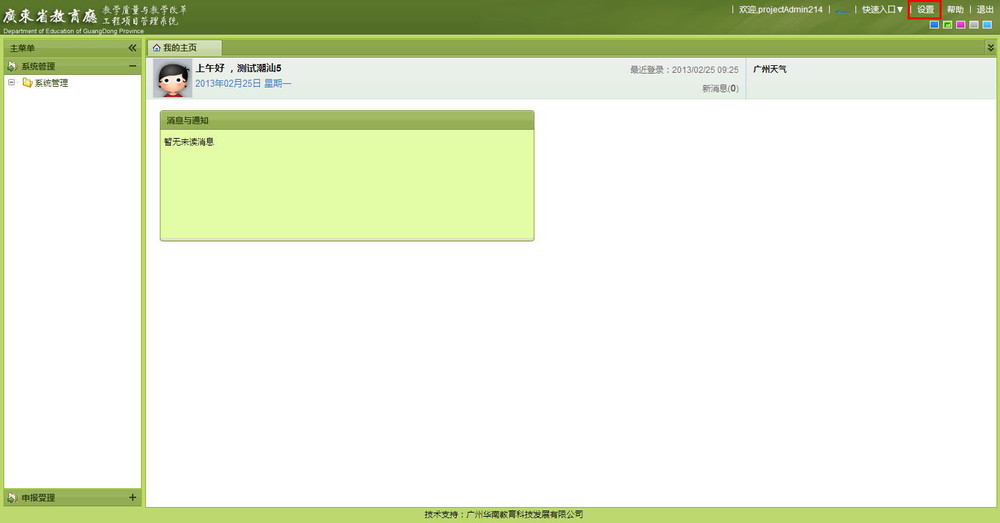 廣東省教育廳 教学质量与教学改革
工程项目管理系统
Department of Education of GuangDong Province
欢迎,projectAdmin214 | 快速入口▼ | 设置 | 帮助 | 退出
主菜单
系统管理
系统管理
申报受理
我的主页
上午好 ，测试潮汕5
2013年02月25日 星期一
最近登录：2013/02/25 09:25
新消息(0)
广州天气
消息与通知
暂无未读消息
技术支持：广州华南教育科技发展有限公司